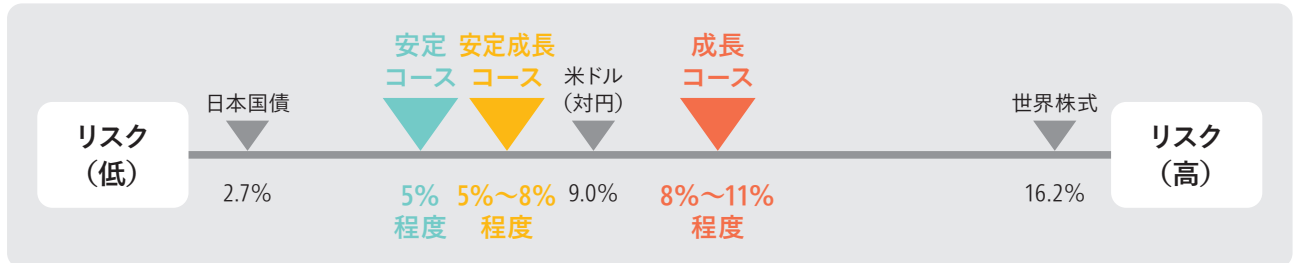 リスク
（低）
日本国債
2.7%
安定
コース
5%
程度
安定成長
コース
5%～8%
程度
米ドル
（対円）
9.0%
成長
コース
8%～11%
程度
世界株式
16.2%
リスク
（高）